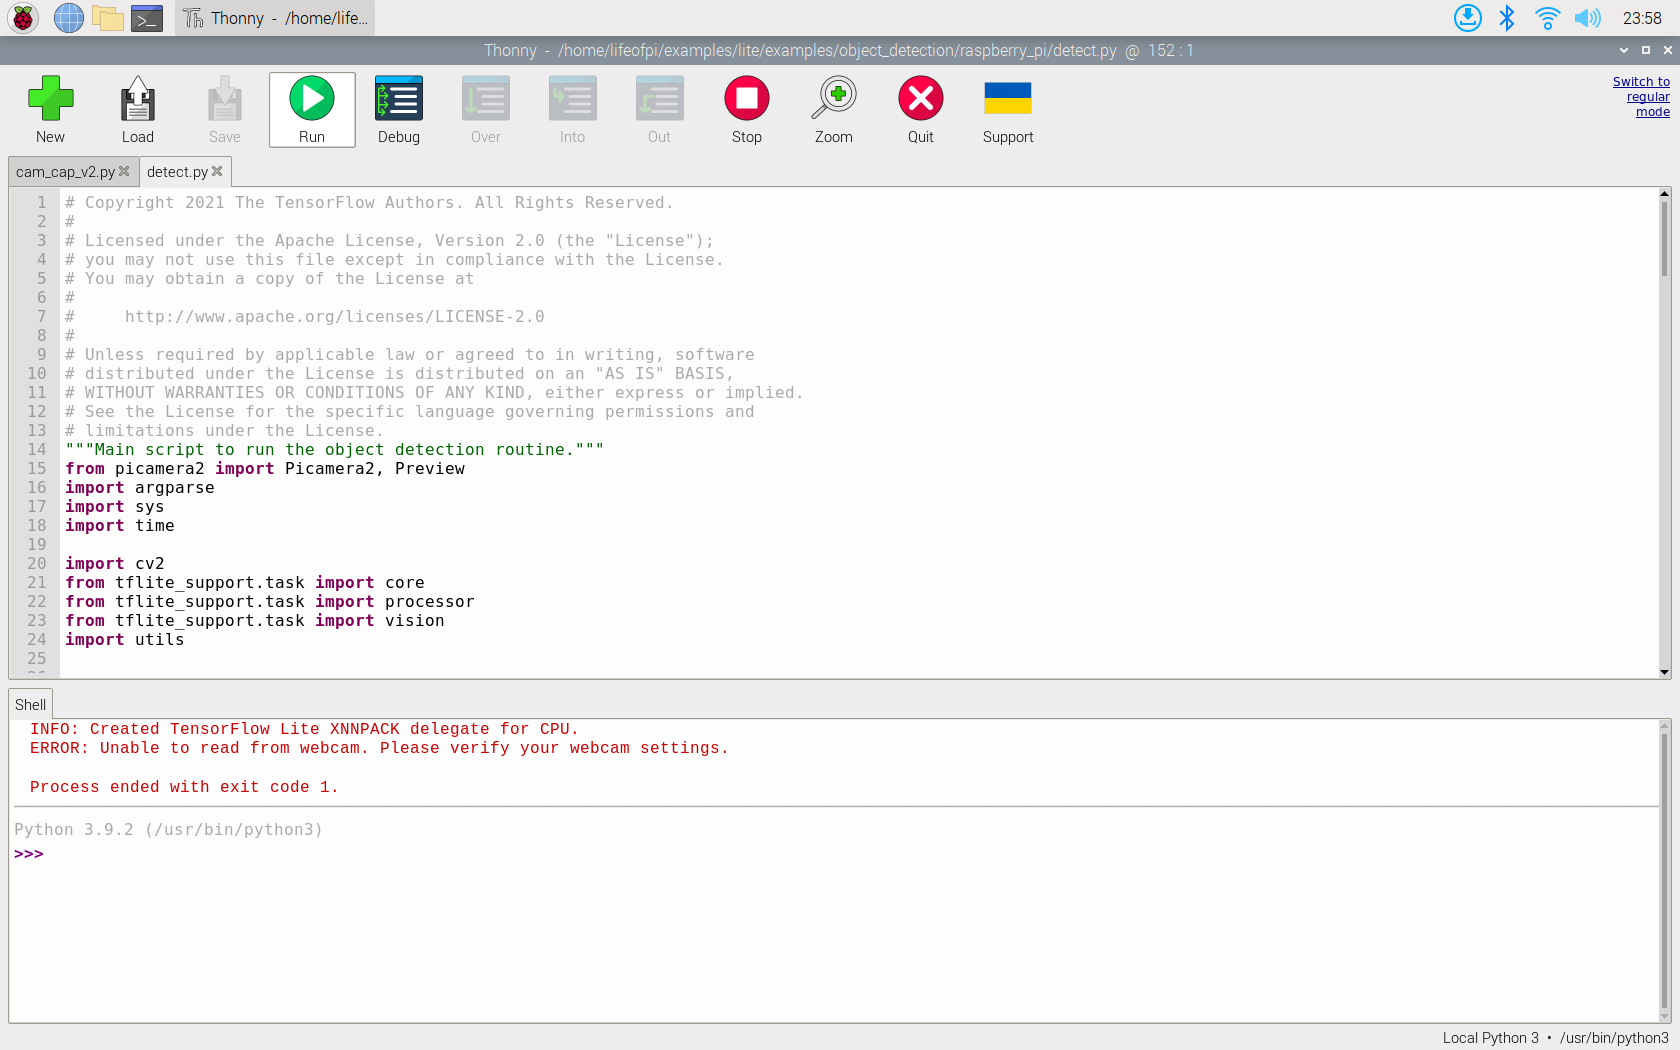 Thonny - /home/life...
23:58
Thonny - /home/lifeofpi/examples/lite/examples/object_detection/raspberry_pi/detect.py @ 152 : 1
New
Load
Save
Run
Debug
Over
Into
Out
Stop
Zoom
Quit
Support
Switch to
regular
mode
cam_cap_v2.py
detect.py
1 # Copyright 2021 The TensorFlow Authors. All Rights Reserved.
2 #
3 # Licensed under the Apache License, Version 2.0 (the "License");
4 # you may not use this file except in compliance with the License.
5 # You may obtain a copy of the License at
6 #
7 #     http://www.apache.org/licenses/LICENSE-2.0
8 #
9 # Unless required by applicable law or agreed to in writing, software
10 # distributed under the License is distributed on an "AS IS" BASIS,
11 # WITHOUT WARRANTIES OR CONDITIONS OF ANY KIND, either express or implied.
12 # See the License for the specific language governing permissions and
13 # limitations under the License.
14 """Main script to run the object detection routine."""
15 from picamera2 import Picamera2, Preview
16 import argparse
17 import sys
18 import time
19
20 import cv2
21 from tflite_support.task import core
22 from tflite_support.task import processor
23 from tflite_support.task import vision
24 import utils
25
Shell
INFO: Created TensorFlow Lite XNNPACK delegate for CPU.
ERROR: Unable to read from webcam. Please verify your webcam settings.
Process ended with exit code 1.
Python 3.9.2 (/usr/bin/python3)
>>>
Local Python 3 • /usr/bin/python3